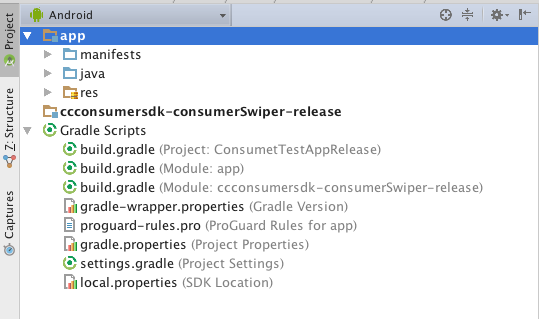 Android
Project
Z: Structure
Captures
app
manifests
java
res
ccconsumersdk-consumerSwiper-release
Gradle Scripts
build.gradle (Project: ConsumetTestAppRelease)
build.gradle (Module: app)
build.gradle (Module: ccconsumersdk-consumerSwiper-release)
gradle-wrapper.properties (Gradle Version)
proguard-rules.pro (ProGuard Rules for app)
gradle.properties (Project Properties)
settings.gradle (Project Settings)
local.properties (SDK Location)